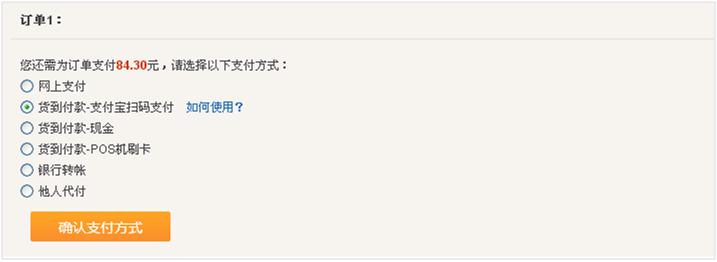 订单1：
您还需为订单支付84.30元，请选择以下支付方式：
网上支付
货到付款-支付宝扫码支付 如何使用？
货到付款-现金
货到付款-POS机刷卡
银行转帐
他人代付
确认支付方式